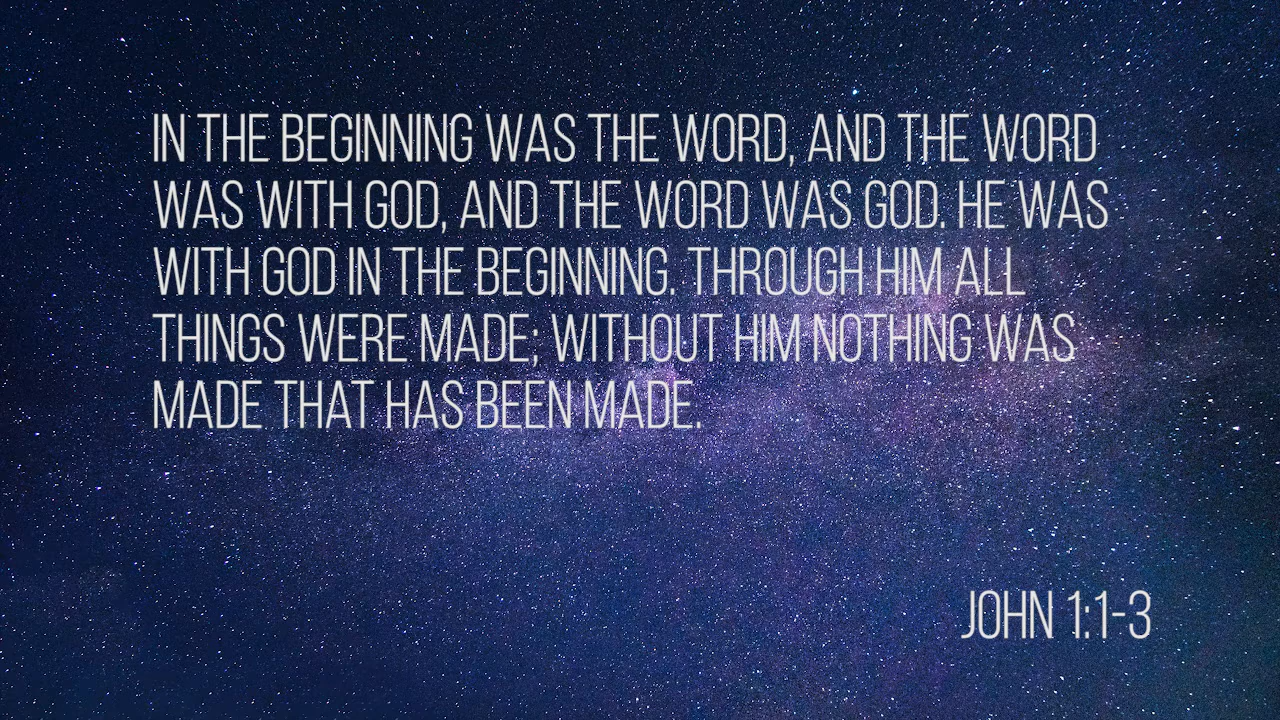 IN THE BEGINNING WAS THE WORD, AND THE WORD
WAS WITH GOD, AND THE WORD WAS GOD. HE WAS
WITH GOD IN THE BEGINNING. THROUGH HIM ALL
THINGS WERE MADE; WITHOUT HIM NOTHING WAS
MADE THAT HAS BEEN MADE.
JOHN 1:1-3